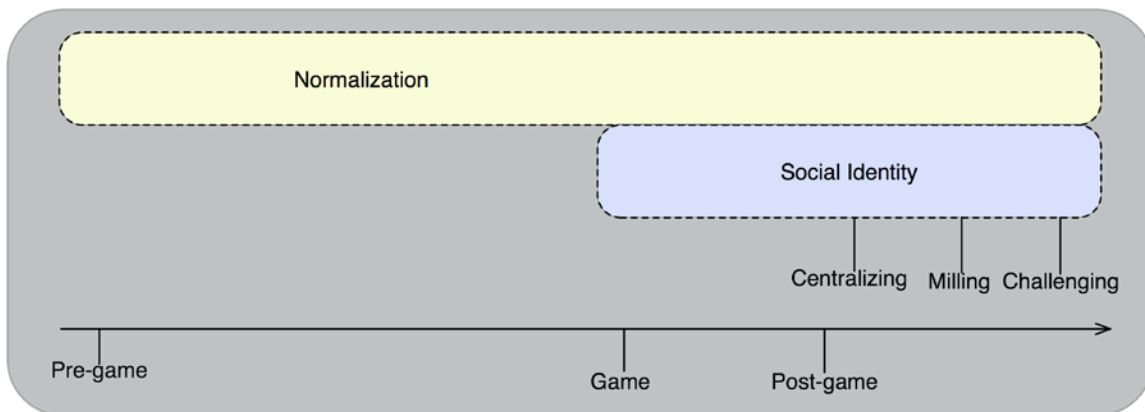 Normalization
Social Identity
Centralizing
Milling
Challenging
Pre-game
Game
Post-game